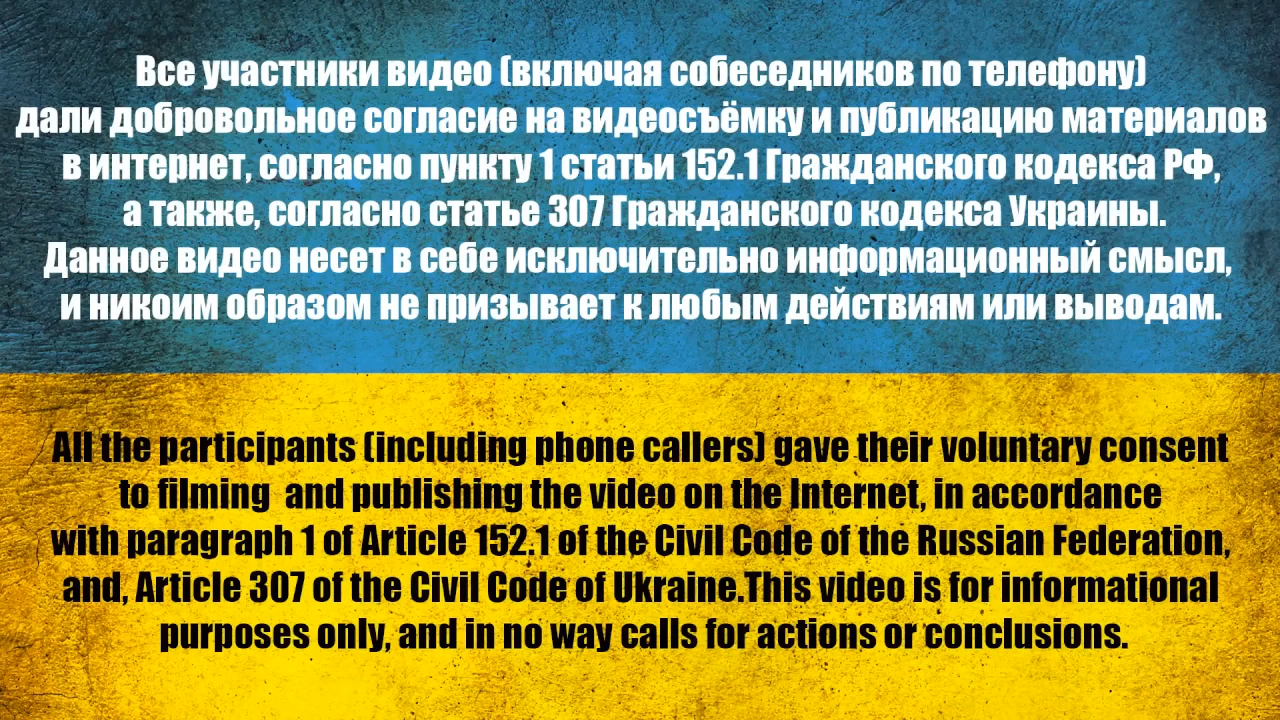 Все участники видео (включая собеседников по телефону)
дали добровольное согласие на видеосъёмку и публикацию материалов
в интернет, согласно пункту 1 статьи 152.1 Гражданского кодекса РФ,
а также, согласно статье 307 Гражданского кодекса Украины.
Данное видео несет в себе исключительно информационный смысл,
и никоим образом не призывает к любым действиям или выводам.
All the participants (including phone callers) gave their voluntary consent
to filming  and publishing the video on the Internet, in accordance
with paragraph 1 of Article 152.1 of the Civil Code of the Russian Federation,
and, Article 307 of the Civil Code of Ukraine.This video is for informational
purposes only, and in no way calls for actions or conclusions.